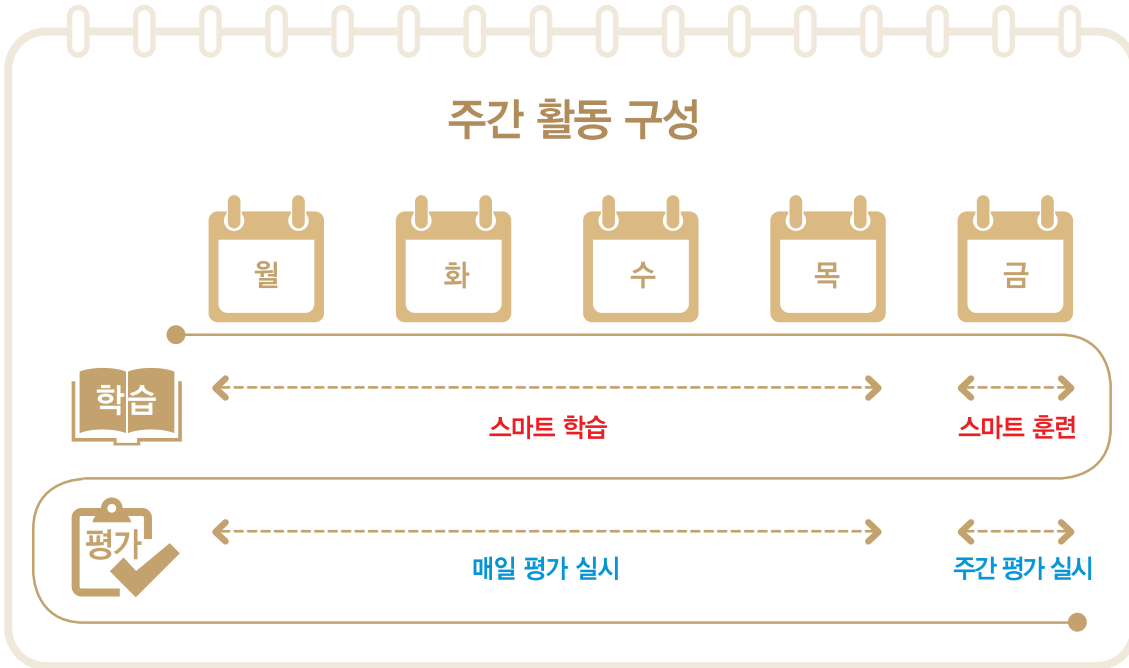 주간 활동 구성
월 화 수 목 금
학습
스마트 학습 스마트 훈련
평가
매일 평가 실시 주간 평가 실시